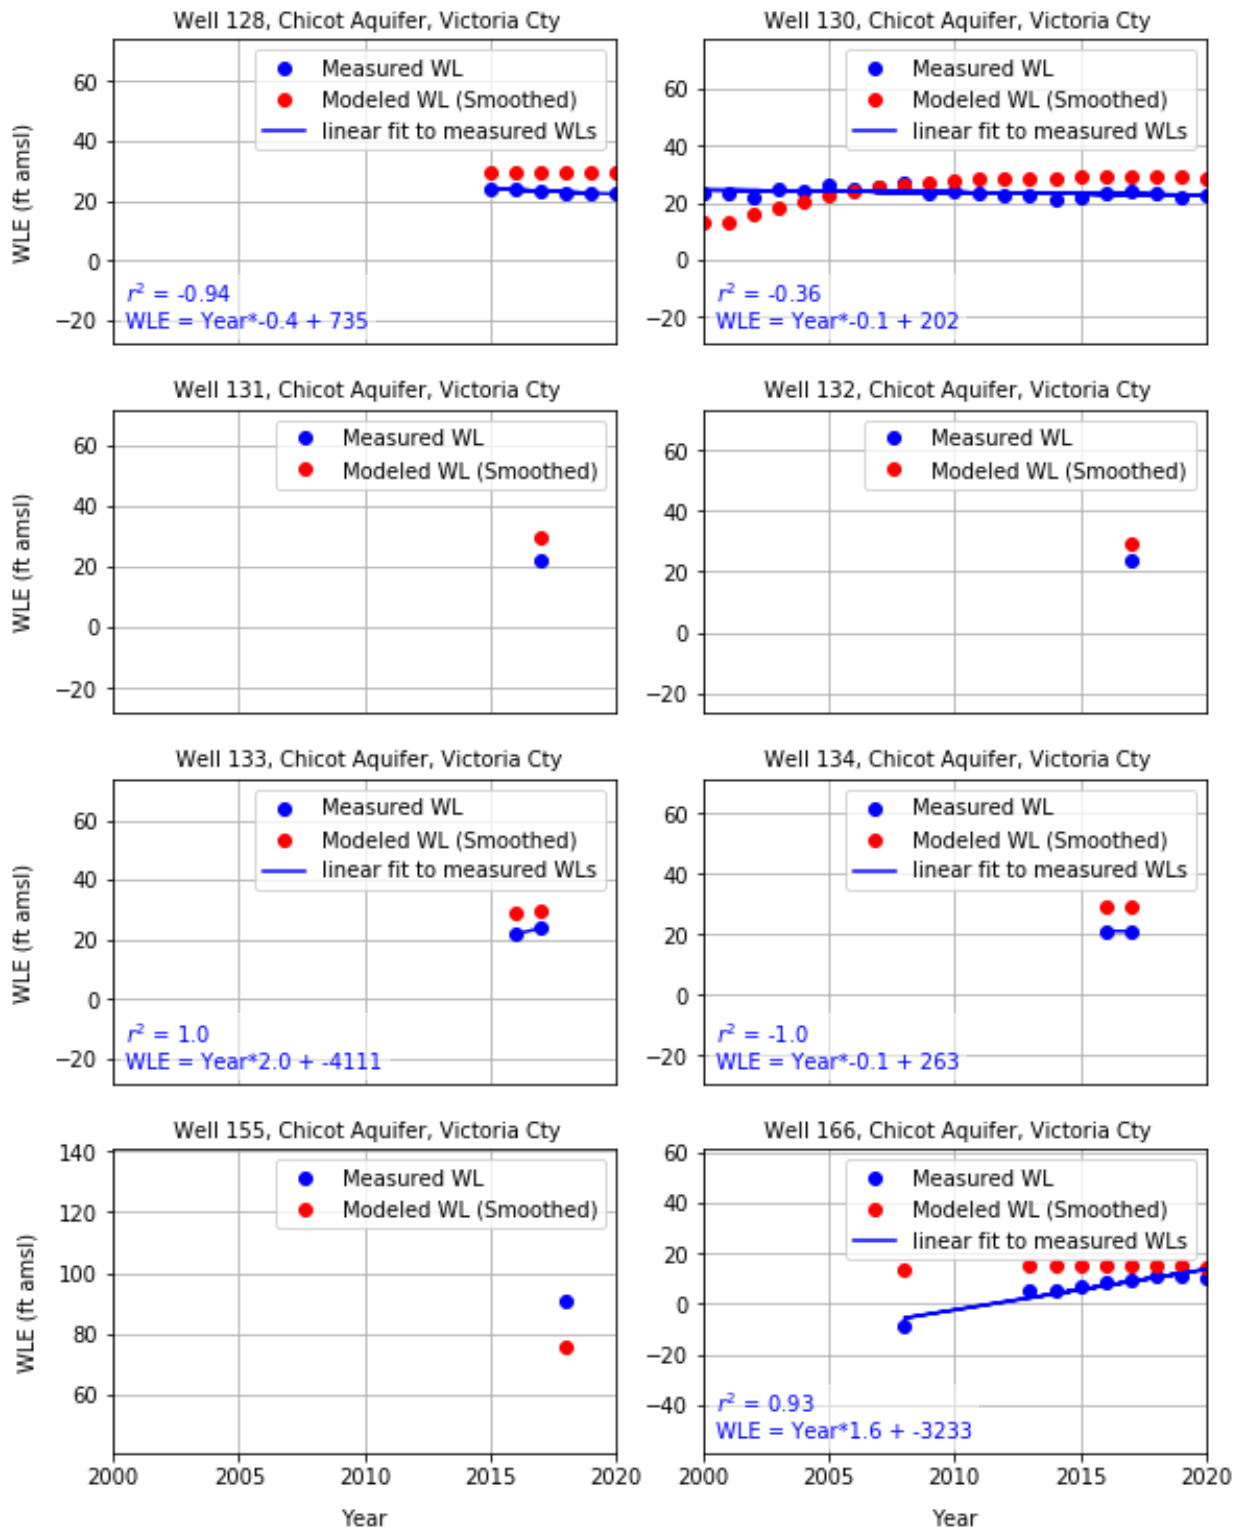 Well 128, Chicot Aquifer, Victoria Cty
WLE (ft amsl)
60
40
20
0
−20
Measured WL
Modeled WL (Smoothed)
linear fit to measured WLs
r² = -0.94
WLE = Year*-0.4 + 735
Well 130, Chicot Aquifer, Victoria Cty
60
40
20
0
−20
Measured WL
Modeled WL (Smoothed)
linear fit to measured WLs
r² = -0.36
WLE = Year*-0.1 + 202
Well 131, Chicot Aquifer, Victoria Cty
WLE (ft amsl)
60
40
20
0
−20
Measured WL
Modeled WL (Smoothed)
Well 132, Chicot Aquifer, Victoria Cty
60
40
20
0
−20
Measured WL
Modeled WL (Smoothed)
Well 133, Chicot Aquifer, Victoria Cty
WLE (ft amsl)
60
40
20
0
−20
Measured WL
Modeled WL (Smoothed)
linear fit to measured WLs
r² = 1.0
WLE = Year*2.0 + -4111
Well 134, Chicot Aquifer, Victoria Cty
60
40
20
0
−20
Measured WL
Modeled WL (Smoothed)
linear fit to measured WLs
r² = -1.0
WLE = Year*-0.1 + 263
Well 155, Chicot Aquifer, Victoria Cty
WLE (ft amsl)
140
120
100
80
60
Measured WL
Modeled WL (Smoothed)
2000 2005 2010 2015 2020
Year
Well 166, Chicot Aquifer, Victoria Cty
60
40
20
0
−20
−40
Measured WL
Modeled WL (Smoothed)
linear fit to measured WLs
r² = 0.93
WLE = Year*1.6 + -3233
2000 2005 2010 2015 2020
Year